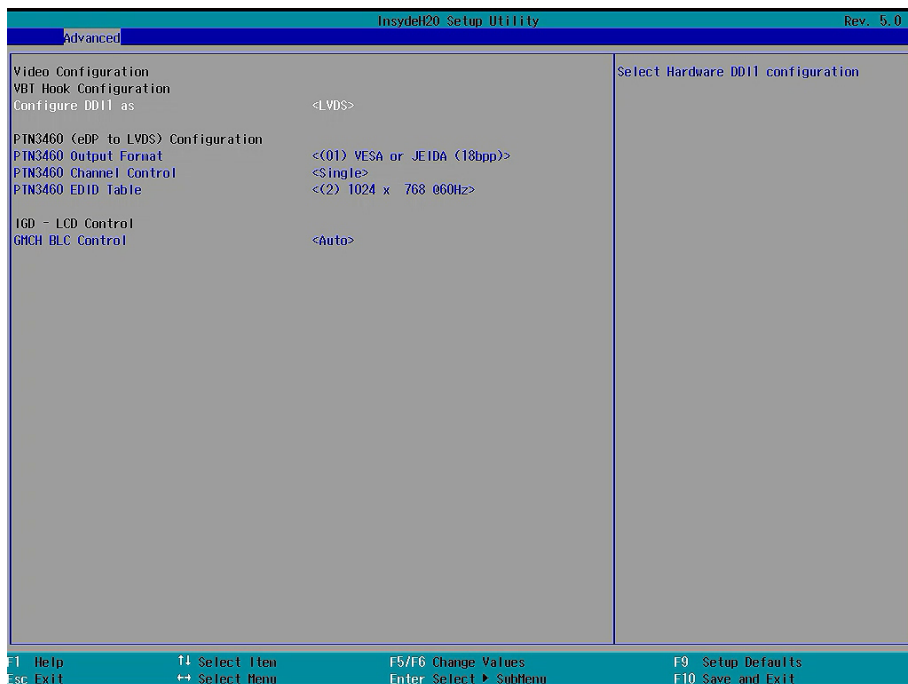 InsydeH20 Setup Utility Rev. 5.0
Advanced
Video Configuration
VBT Hook Configuration
Configure DDI1 as <LVDS>
PTN3460 (eDP to LVDS) Configuration
PTN3460 Output Format <(01) VESA or JEIDA (18bpp)>
PTN3460 Channel Control <Single>
PTN3460 EDID Table <(2) 1024 x 768 @60Hz>
IGD - LCD Control
GMCH BLC Control <Auto>
Select Hardware DDI1 configuration
F1 Help ↑↓ Select Item F5/F6 Change Values F9 Setup Defaults
Esc Exit ↔ Select Menu Enter Select ▶ SubMenu F10 Save and Exit